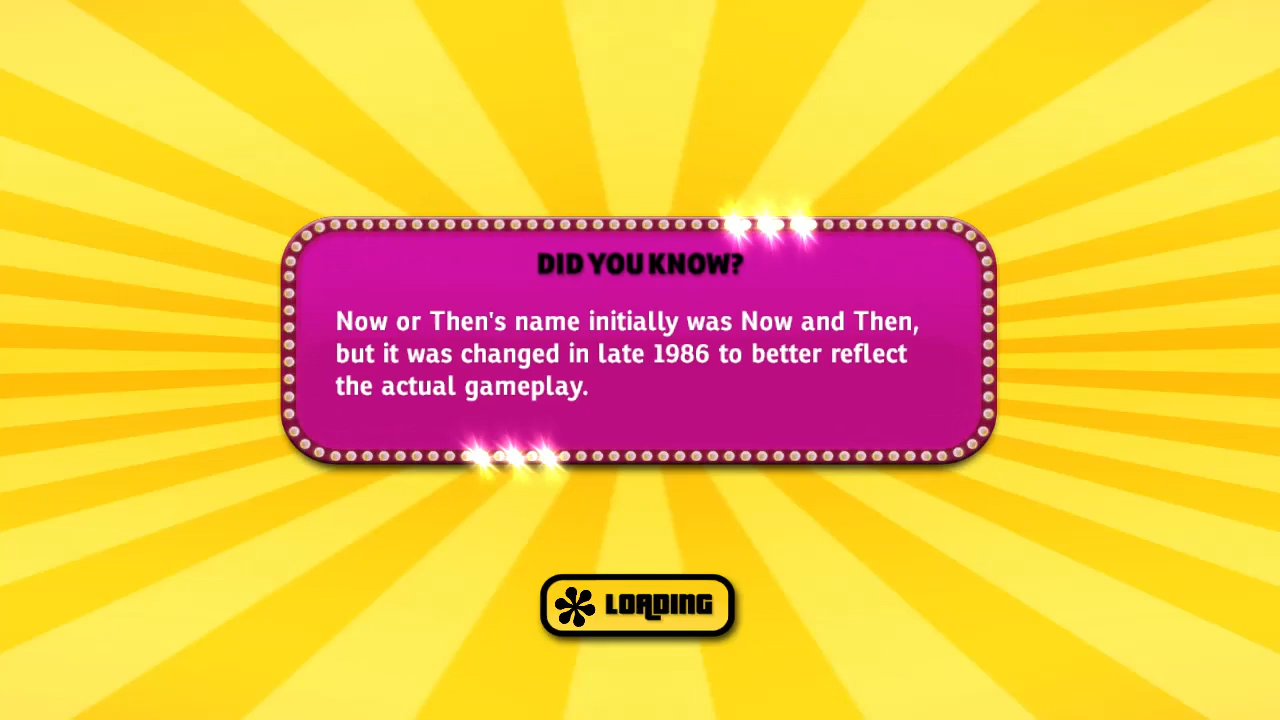 DID YOU KNOW?
Now or Then's name initially was Now and Then,
but it was changed in late 1986 to better reflect
the actual gameplay.
LOADING